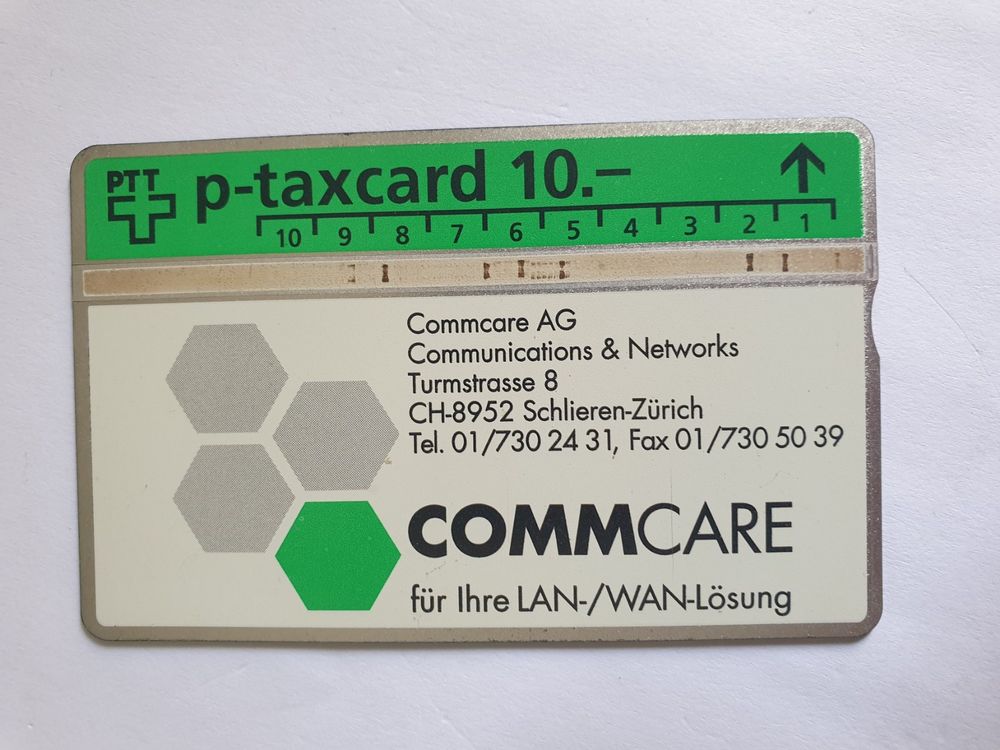 PTT
p-taxcard 10.–
10 9 8 7 6 5 4 3 2 1
Commcare AG
Communications & Networks
Turmstrasse 8
CH-8952 Schlieren-Zürich
Tel. 01/730 24 31, Fax 01/730 50 39
COMMCARE
für Ihre LAN-/WAN-Lösung